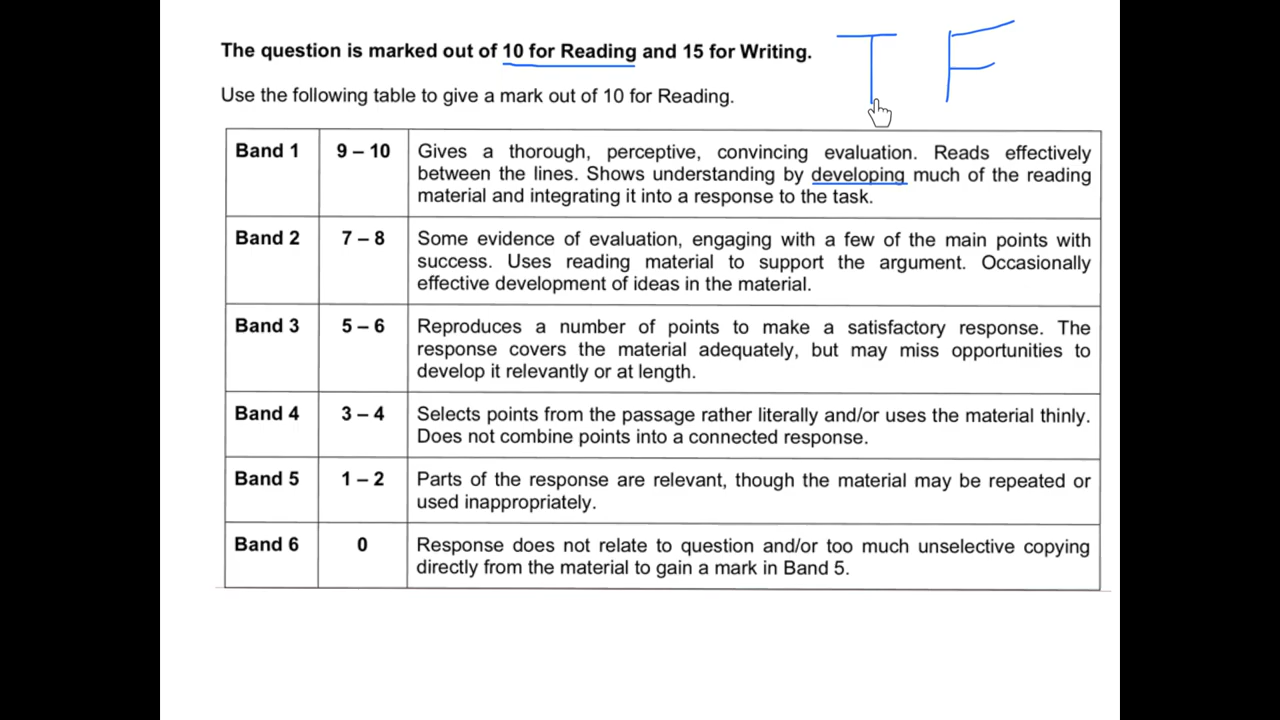 The question is marked out of 10 for Reading and 15 for Writing.
T F
Use the following table to give a mark out of 10 for Reading.
Band 1 9 – 10 Gives a thorough, perceptive, convincing evaluation. Reads effectively
between the lines. Shows understanding by developing much of the reading
material and integrating it into a response to the task.
Band 2 7 – 8 Some evidence of evaluation, engaging with a few of the main points with
success. Uses reading material to support the argument. Occasionally
effective development of ideas in the material.
Band 3 5 – 6 Reproduces a number of points to make a satisfactory response. The
response covers the material adequately, but may miss opportunities to
develop it relevantly or at length.
Band 4 3 – 4 Selects points from the passage rather literally and/or uses the material thinly.
Does not combine points into a connected response.
Band 5 1 – 2 Parts of the response are relevant, though the material may be repeated or
used inappropriately.
Band 6 0 Response does not relate to question and/or too much unselective copying
directly from the material to gain a mark in Band 5.